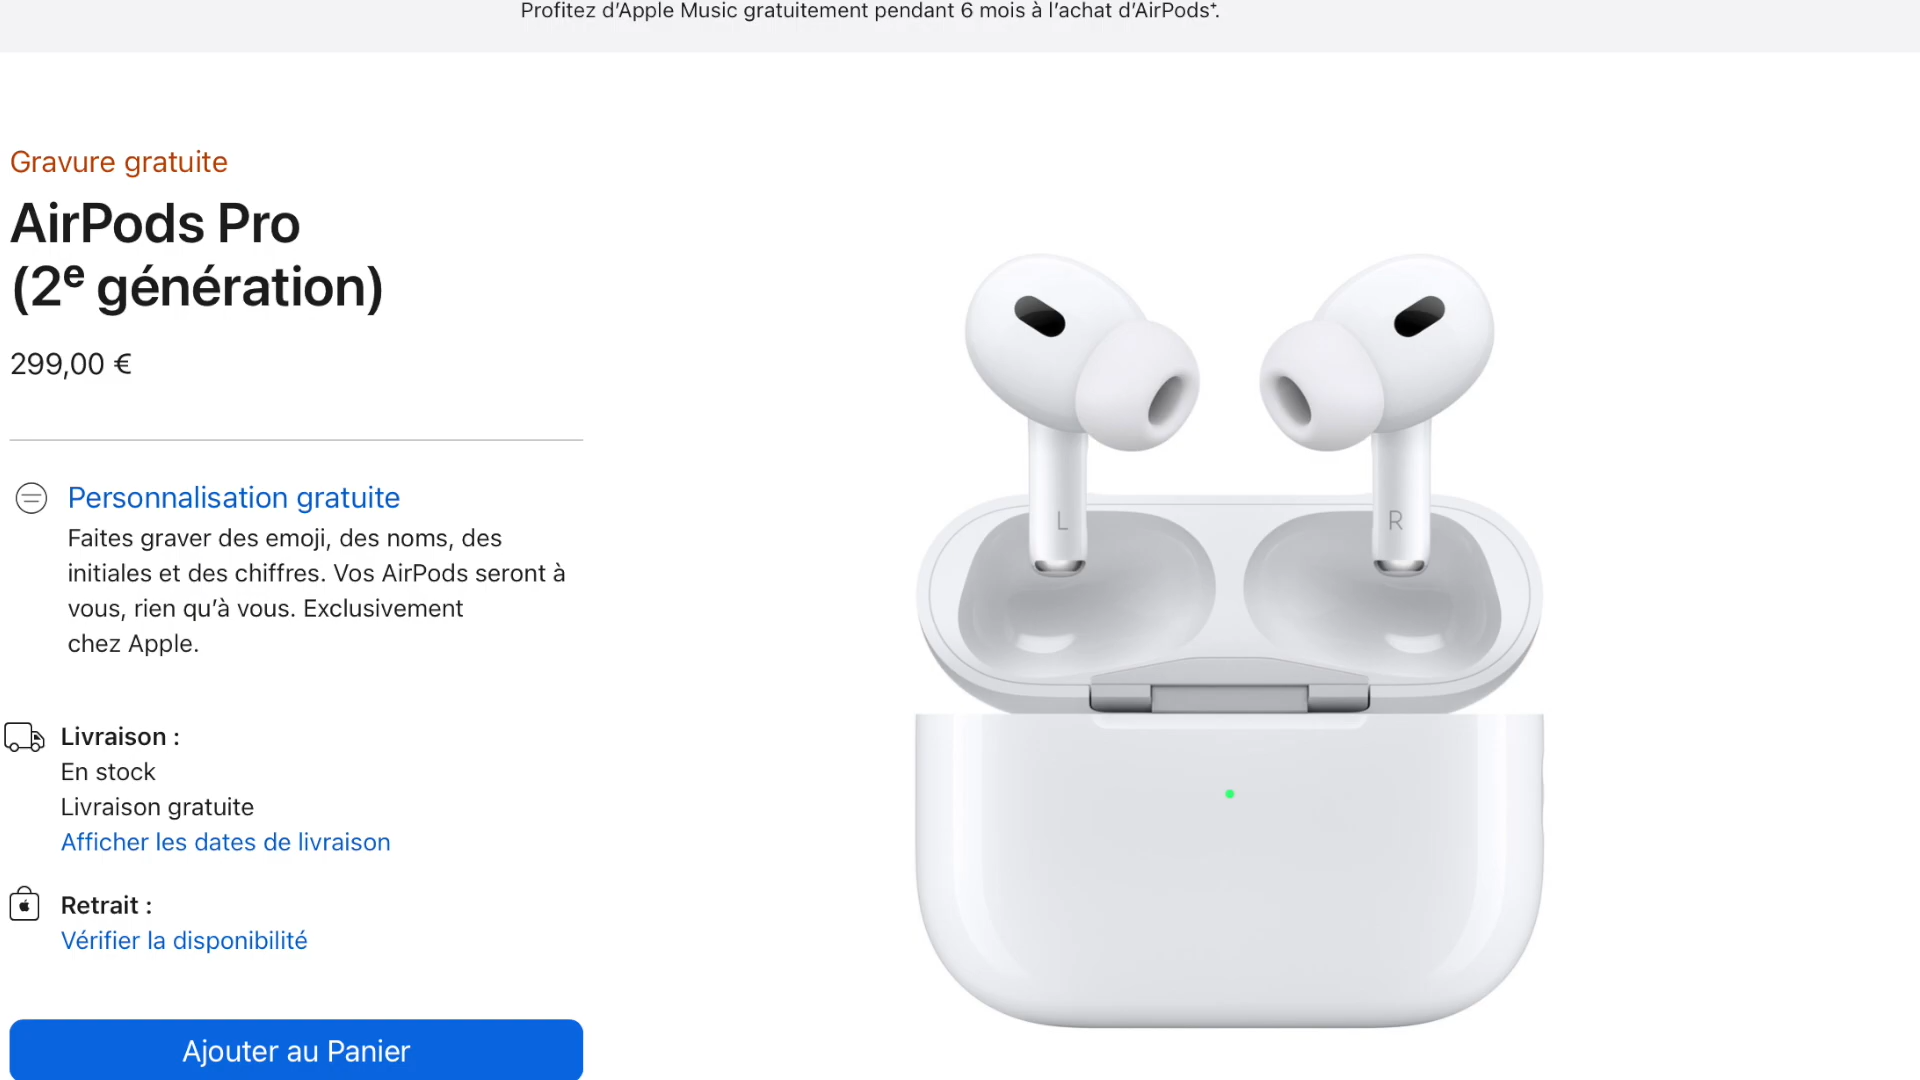 Profitez d’Apple Music gratuitement pendant 6 mois à l’achat d’AirPods⁺.
Gravure gratuite
AirPods Pro
(2ᵉ génération)
299,00 €
Personnalisation gratuite
Faites graver des emoji, des noms, des
initiales et des chiffres. Vos AirPods seront à
vous, rien qu’à vous. Exclusivement
chez Apple.
Livraison :
En stock
Livraison gratuite
Afficher les dates de livraison
Retrait :
Vérifier la disponibilité
Ajouter au Panier
L
R